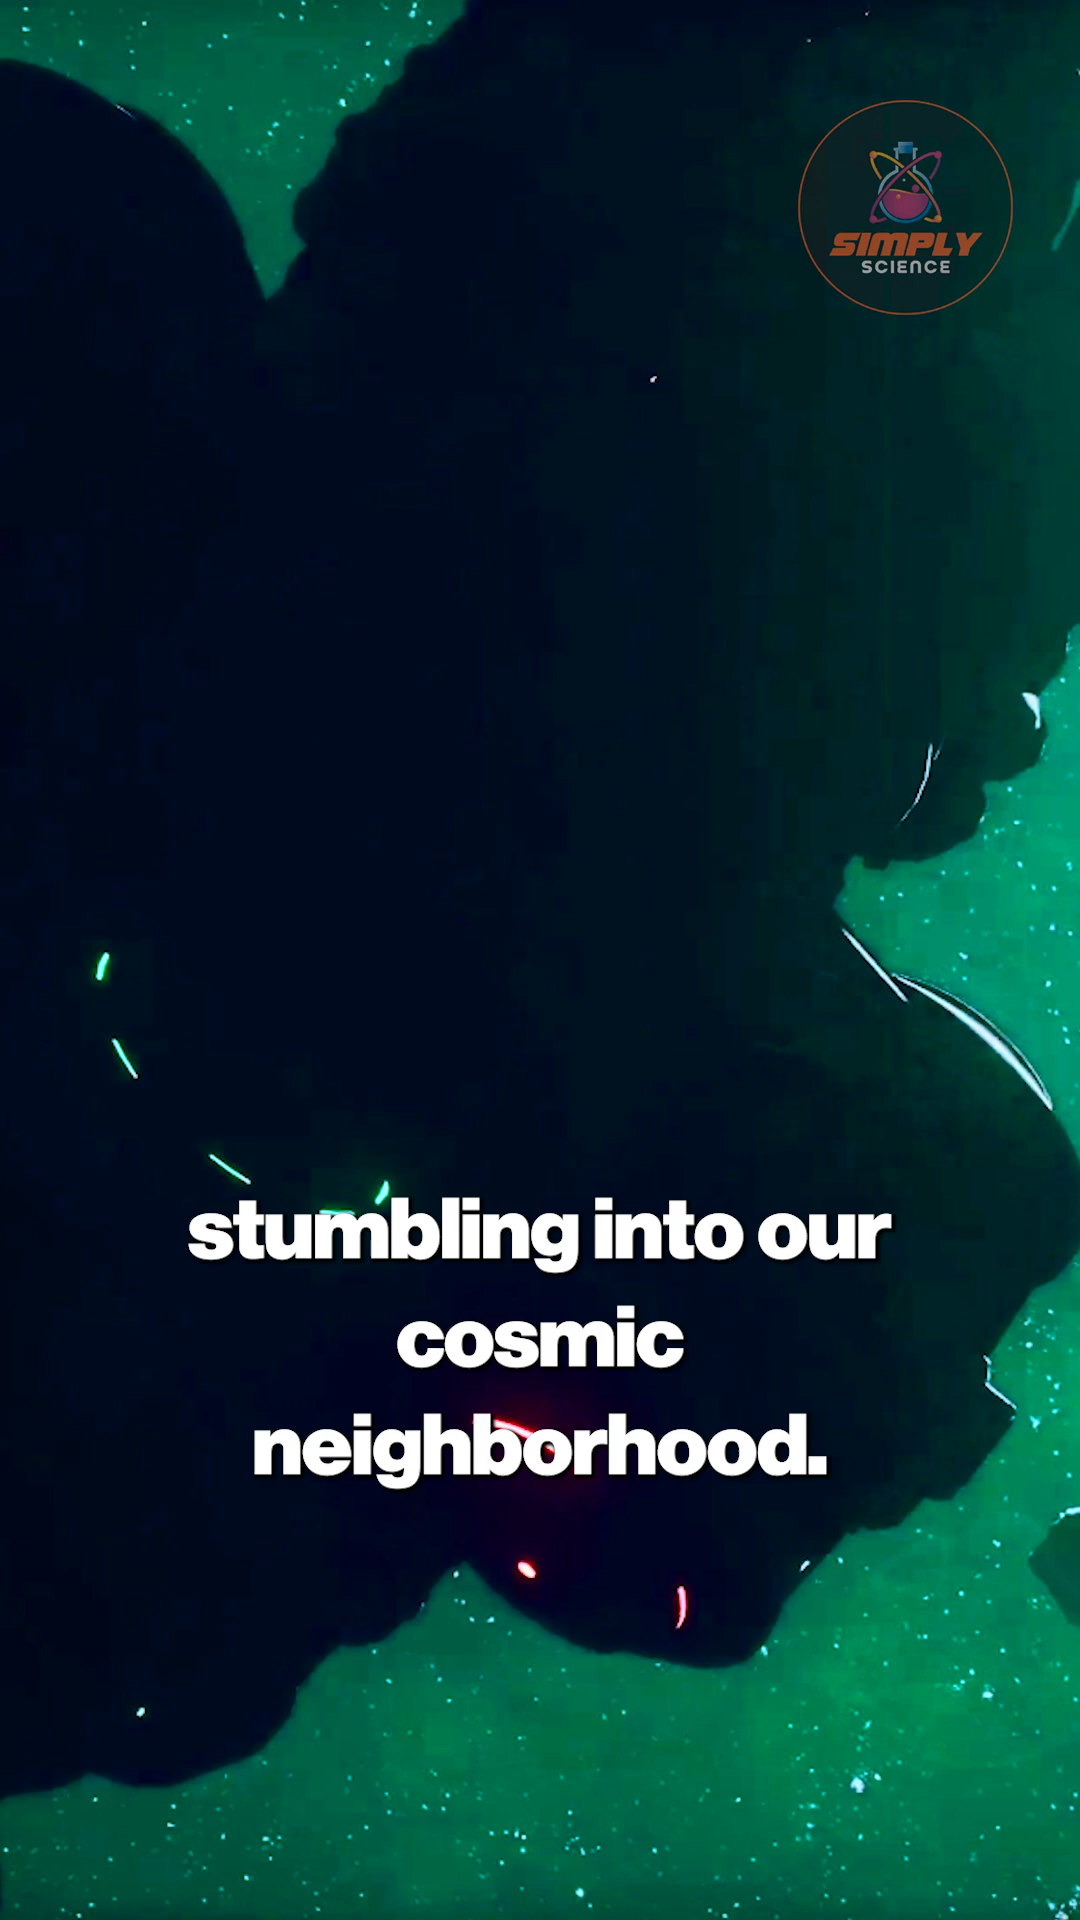 SIMPLY
SCIENCE
stumbling into our
cosmic
neighborhood.